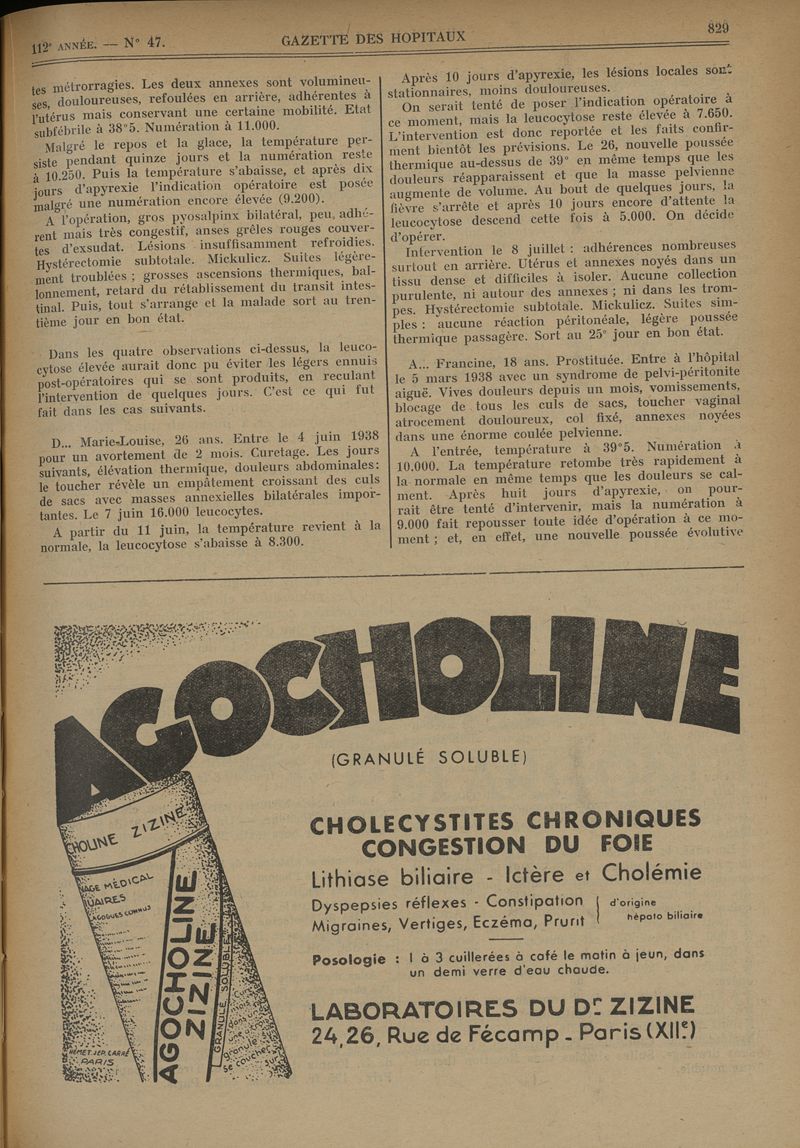 112e ANNÉE. — N° 47.
GAZETTE DES HOPITAUX
829
tes métrorragies. Les deux annexes sont volumineu-
ses, douloureuses, refoulées en arrière, adhérentes à
l'utérus mais conservant une certaine mobilité. Etat
subfébrile à 38°5. Numération à 11.000.
Malgré le repos et la glace, la température per-
siste pendant quinze jours et la numération reste
à 10.250. Puis la température s'abaisse, et après dix
jours d'apyrexie l'indication opératoire est posée
malgré une numération encore élevée (9.200).
A l'opération, gros pyosalpinx bilatéral, peu adhé-
rent mais très congestif, anses grêles rouges couver-
tes d'exsudat. Lésions insuffisamment refroidies.
Hystérectomie subtotale. Mickulicz. Suites légère-
ment troublées ; grosses ascensions thermiques, bal-
lonnement, retard du rétablissement du transit intes-
tinal. Puis, tout s'arrange et la malade sort au tren-
tième jour en bon état.
Dans les quatre observations ci-dessus, la leuco-
cytose élevée aurait donc pu éviter les légers ennuis
post-opératoires qui se sont produits, en reculant
l'intervention de quelques jours. C'est ce qui fut
fait dans les cas suivants.
D... Marie-Louise, 26 ans. Entre le 4 juin 1938
pour un avortement de 2 mois. Curetage. Les jours
suivants, élévation thermique, douleurs abdominales:
le toucher révèle un empâtement croissant des culs
de sacs avec masses annexielles bilatérales impor-
tantes. Le 7 juin 16.000 leucocytes.
A partir du 11 juin, la température revient à la
normale, la leucocytose s'abaisse à 8.300.
Après 10 jours d'apyrexie, les lésions locales sont
stationnaires, moins douloureuses.
On serait tenté de poser l'indication opératoire à
ce moment, mais la leucocytose reste élevée à 7.650.
L'intervention est donc reportée et les faits confir-
ment bientôt les prévisions. Le 26, nouvelle poussée
thermique au-dessus de 39° en même temps que les
douleurs réapparaissent et que la masse pelvienne
augmente de volume. Au bout de quelques jours, la
fièvre s'arrête et après 10 jours encore d'attente la
leucocytose descend cette fois à 5.000. On décide
d'opérer.
Intervention le 8 juillet : adhérences nombreuses
surtout en arrière. Utérus et annexes noyés dans un
tissu dense et difficiles à isoler. Aucune collection
purulente, ni autour des annexes ; ni dans les trom-
pes. Hystérectomie subtotale. Mickulicz. Suites sim-
ples : aucune réaction péritonéale, légère poussée
thermique passagère. Sort au 25e jour en bon état.
A... Francine, 18 ans. Prostituée. Entre à l'hôpital
le 5 mars 1938 avec un syndrome de pelvi-péritonite
aiguë. Vives douleurs depuis un mois, vomissements,
blocage de tous les culs de sacs, toucher vaginal
atrocement douloureux, col fixé, annexes noyées
dans une énorme coulée pelvienne.
A l'entrée, température à 39°5. Numération à
10.000. La température retombe très rapidement à
la normale en même temps que les douleurs se cal-
ment. Après huit jours d'apyrexie, on pour-
rait être tenté d'intervenir, mais la numération à
9.000 fait repousser toute idée d'opération à ce mo-
ment ; et, en effet, une nouvelle poussée évolutive
AGOCHOLINE
(GRANULÉ SOLUBLE)
CHOLINE ZIZINE
AGE MÉDICAL
UAIRES
AGOGUES CONNUS
AGOCHOLINE
ZIZINE
GRANULÉ SOLUBLE
granulé
se coucher
sur
PARIS
CHOLECYSTITES CHRONIQUES
CONGESTION DU FOIE
Lithiase biliaire - Ictère et Cholémie
Dyspepsies réflexes - Constipation
Migraines, Vertiges, Eczéma, Prurit
d'origine
hépato biliaire
Posologie : 1 à 3 cuillerées à café le matin à jeun, dans
un demi verre d'eau chaude.
LABORATOIRES DU Dr ZIZINE
24,26, Rue de Fécamp - Paris (XIIe)